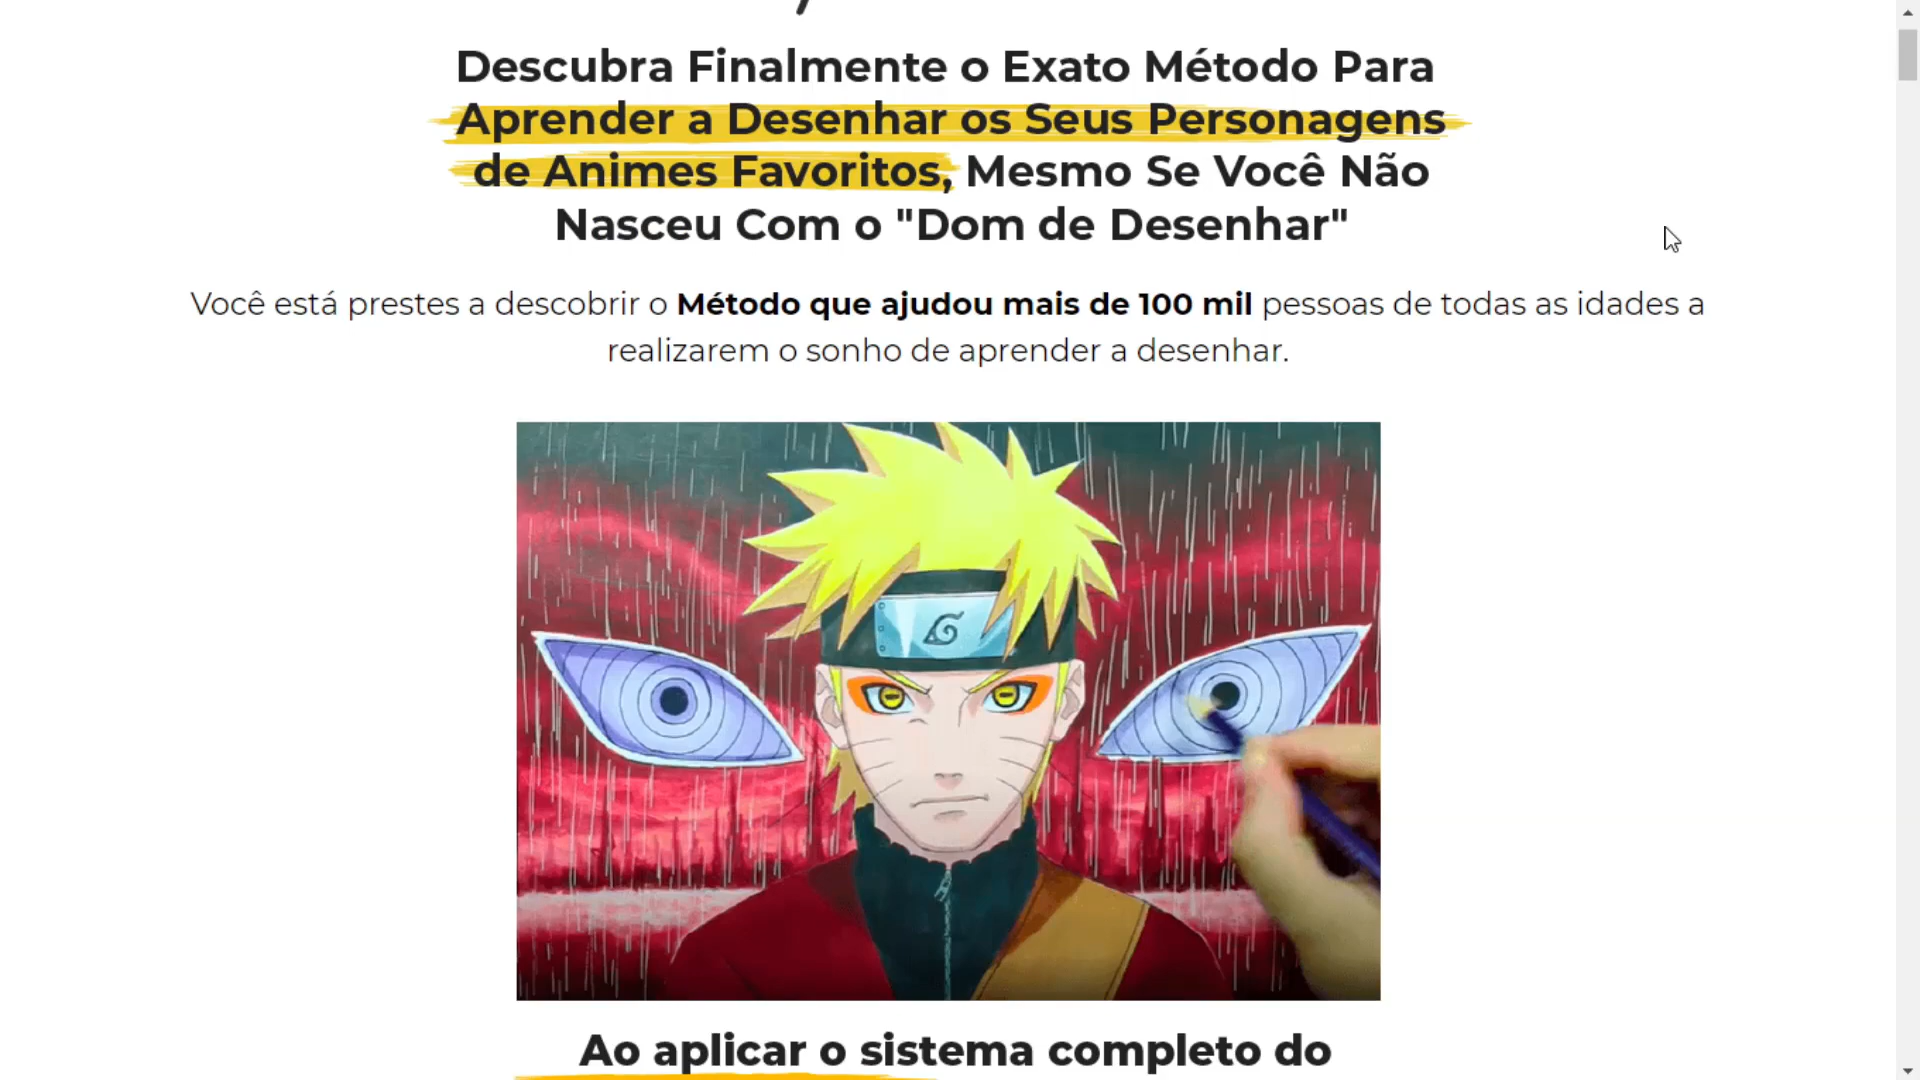 Descubra Finalmente o Exato Método Para
Aprender a Desenhar os Seus Personagens
de Animes Favoritos, Mesmo Se Você Não
Nasceu Com o "Dom de Desenhar"
Você está prestes a descobrir o Método que ajudou mais de 100 mil pessoas de todas as idades a
realizarem o sonho de aprender a desenhar.
Ao aplicar o sistema completo do